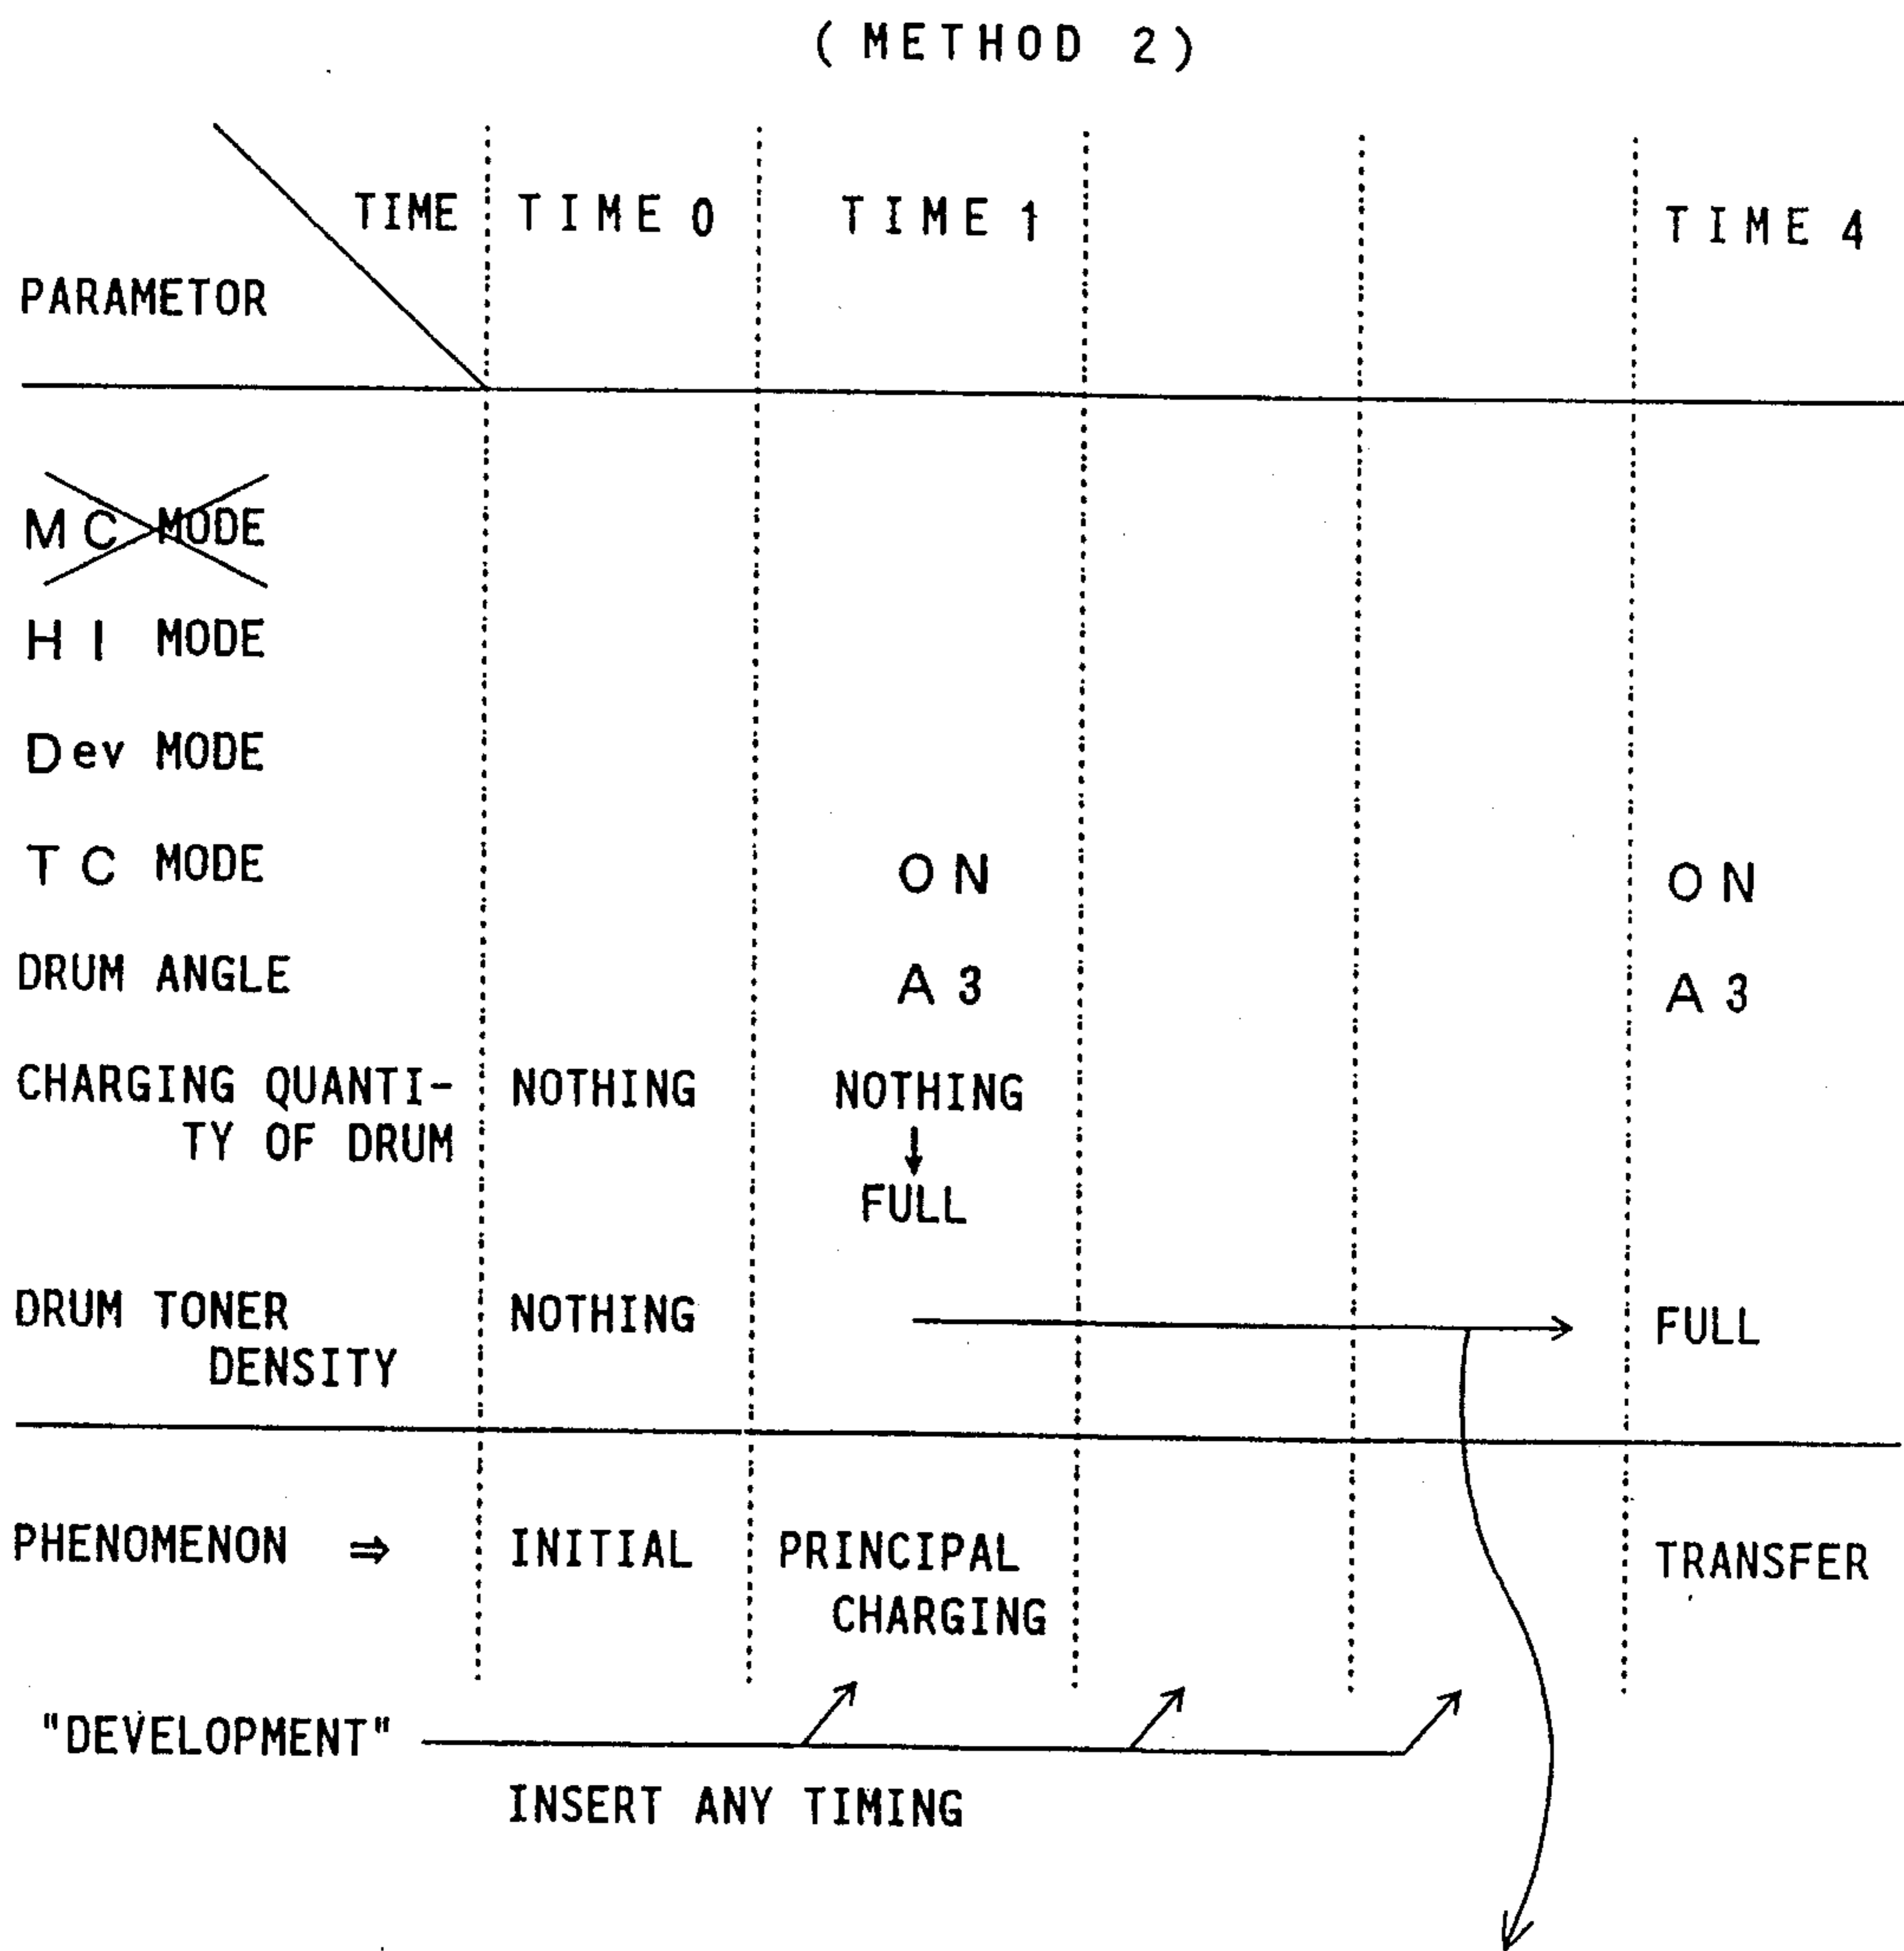 ( METHOD 2 )
TIME TIME 0 TIME 1 TIME 4
PARAMETOR
MC MODE
HI MODE
Dev MODE
TC MODE ON ON
DRUM ANGLE A3 A3
CHARGING QUANTI- NOTHING NOTHING
TY OF DRUM ↓
FULL
DRUM TONER NOTHING FULL
DENSITY
PHENOMENON ⇒ INITIAL PRINCIPAL TRANSFER
CHARGING
"DEVELOPMENT"
INSERT ANY TIMING